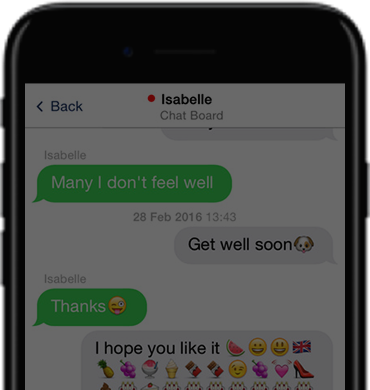 Back
Isabelle
Chat Board
Isabelle
Many I don't feel well
28 Feb 2016 13:43
Get well soon🐶
Isabelle
Thanks😜
I hope you like it 🍉😀😃🇬🇧